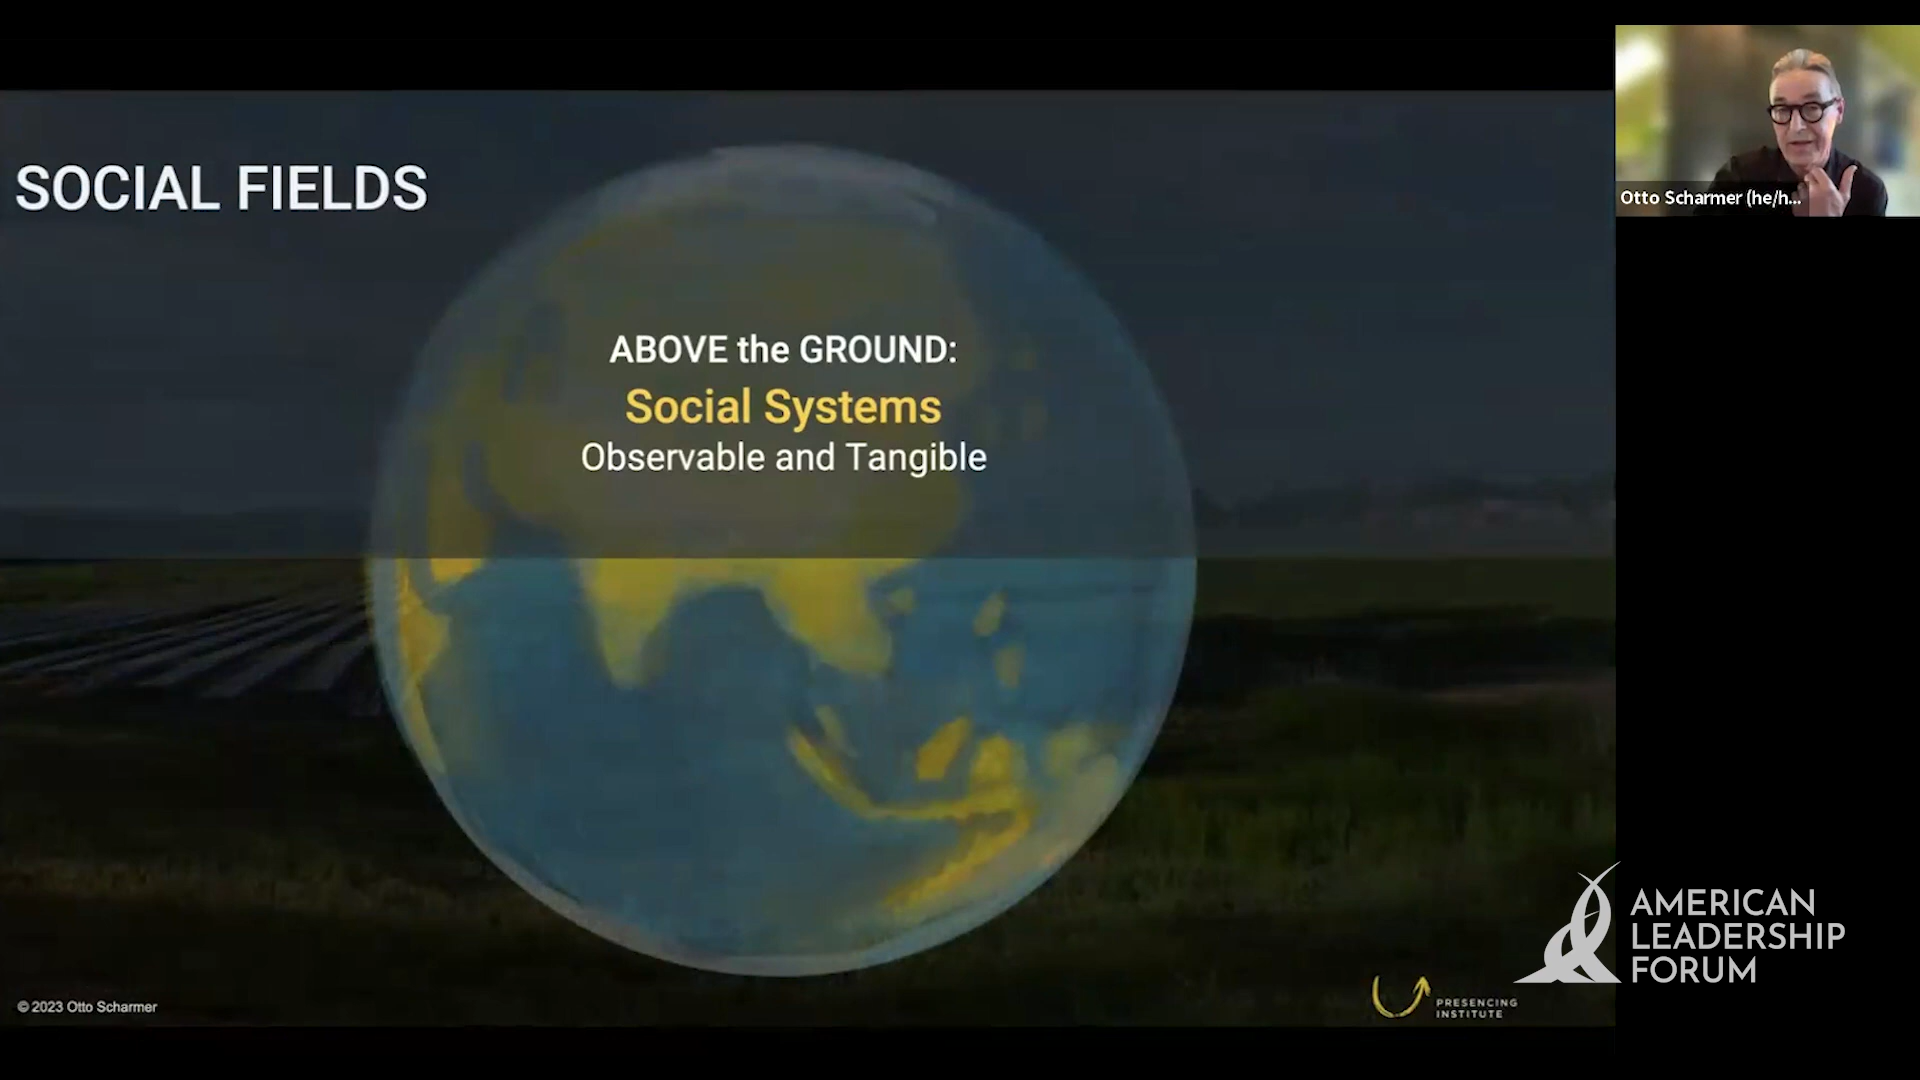 SOCIAL FIELDS
ABOVE the GROUND:
Social Systems
Observable and Tangible
Otto Scharmer (he/h...
AMERICAN
LEADERSHIP
FORUM
© 2023 Otto Scharmer
PRESENCING
INSTITUTE